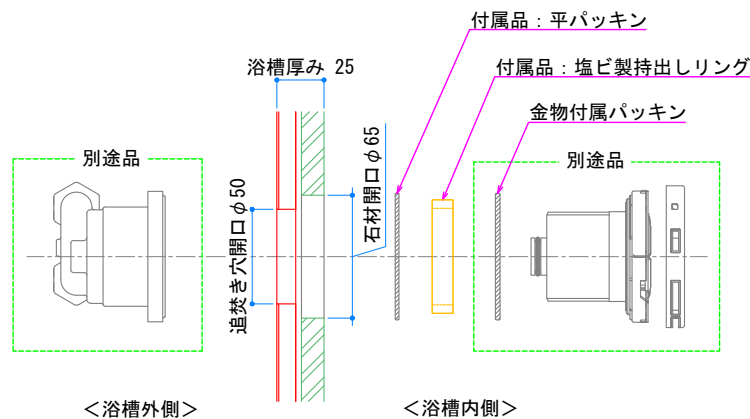 付属品：平パッキン
浴槽厚み 25
付属品：塩ビ製持出しリング
金物付属パッキン
別途品
別途品
追焚き穴開口φ50
石材開口φ65
＜浴槽外側＞
＜浴槽内側＞